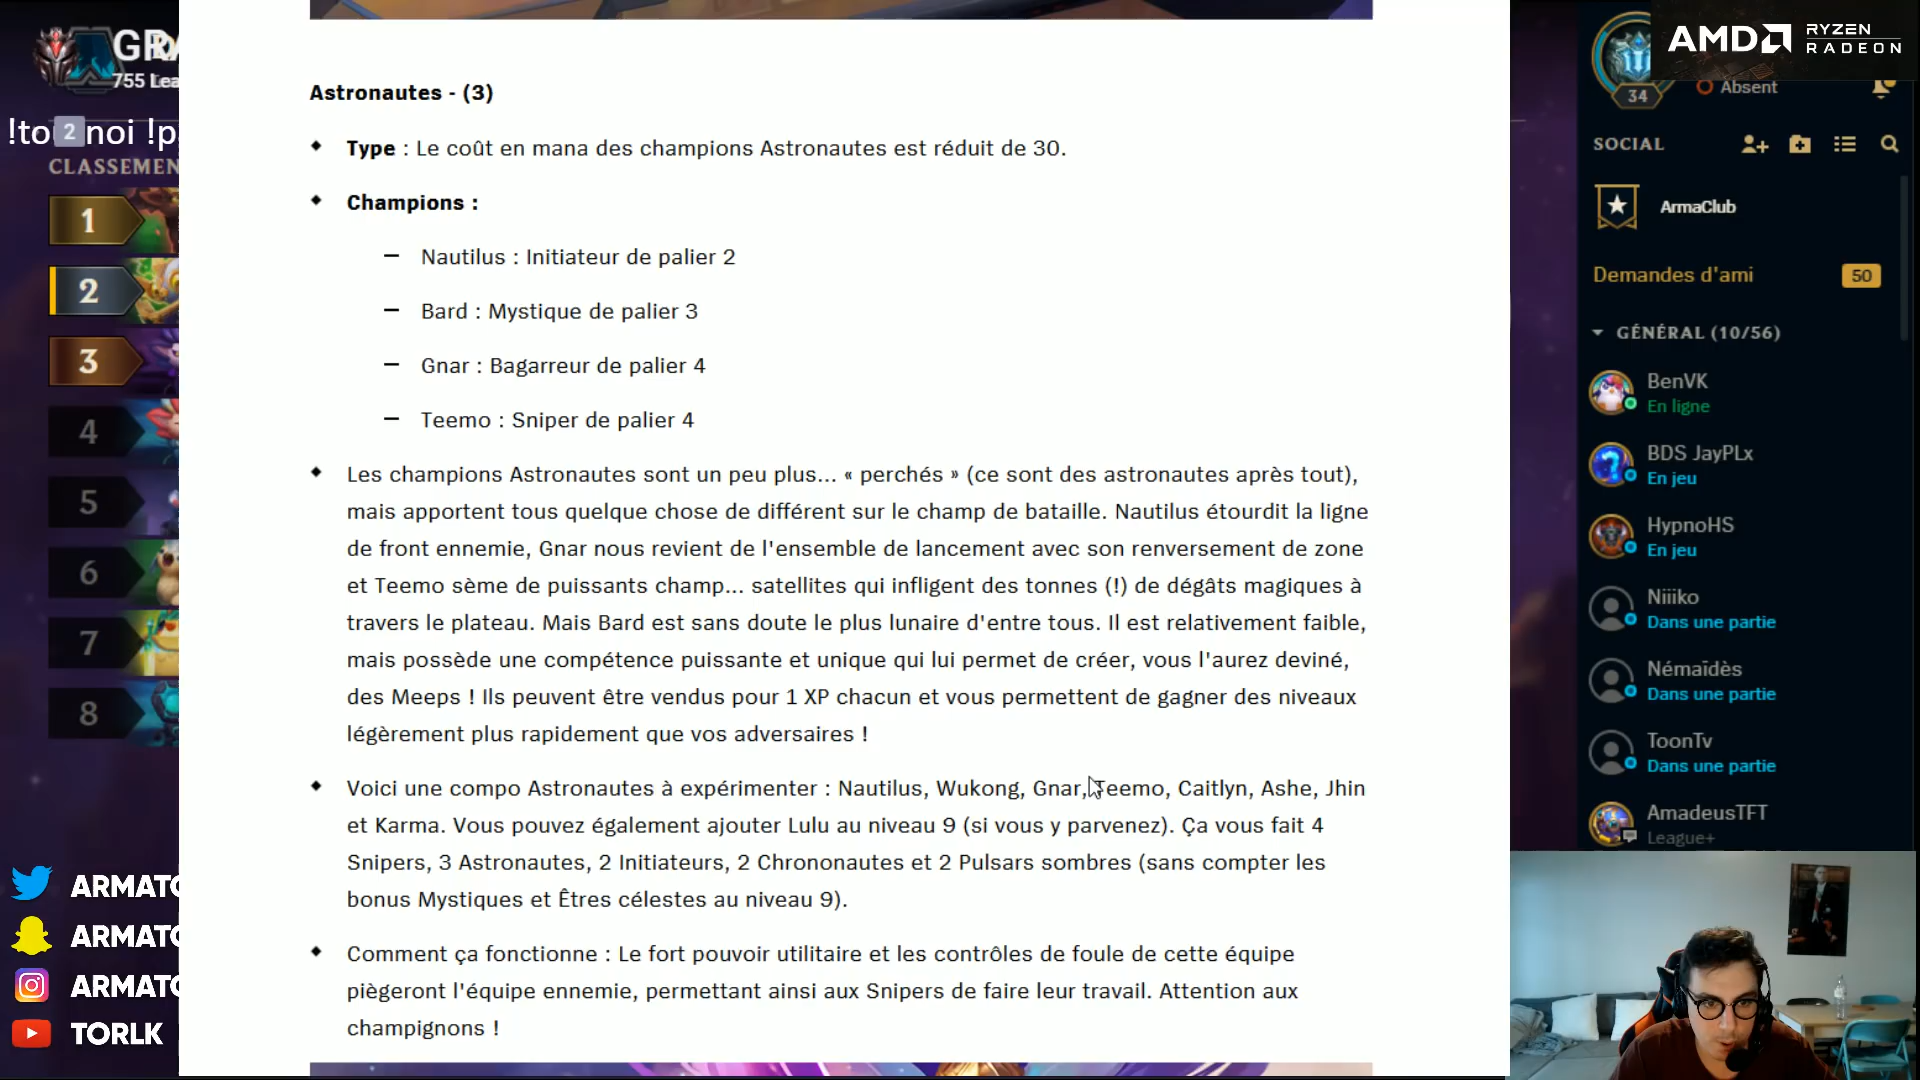 755 Lea
!to
2
noi !p
CLASSEMEN
1
2
3
4
5
6
7
8
ARMATO
ARMATO
ARMATO
TORLK
Astronautes - (3)
Type : Le coût en mana des champions Astronautes est réduit de 30.
Champions :
Nautilus : Initiateur de palier 2
Bard : Mystique de palier 3
Gnar : Bagarreur de palier 4
Teemo : Sniper de palier 4
Les champions Astronautes sont un peu plus... « perchés » (ce sont des astronautes après tout),
mais apportent tous quelque chose de différent sur le champ de bataille. Nautilus étourdit la ligne
de front ennemie, Gnar nous revient de l'ensemble de lancement avec son renversement de zone
et Teemo sème de puissants champ... satellites qui infligent des tonnes (!) de dégâts magiques à
travers le plateau. Mais Bard est sans doute le plus lunaire d'entre tous. Il est relativement faible,
mais possède une compétence puissante et unique qui lui permet de créer, vous l'aurez deviné,
des Meeps ! Ils peuvent être vendus pour 1 XP chacun et vous permettent de gagner des niveaux
légèrement plus rapidement que vos adversaires !
Voici une compo Astronautes à expérimenter : Nautilus, Wukong, Gnar, Teemo, Caitlyn, Ashe, Jhin
et Karma. Vous pouvez également ajouter Lulu au niveau 9 (si vous y parvenez). Ça vous fait 4
Snipers, 3 Astronautes, 2 Initiateurs, 2 Chrononautes et 2 Pulsars sombres (sans compter les
bonus Mystiques et Êtres célestes au niveau 9).
Comment ça fonctionne : Le fort pouvoir utilitaire et les contrôles de foule de cette équipe
piègeront l'équipe ennemie, permettant ainsi aux Snipers de faire leur travail. Attention aux
champignons !
AMD RYZEN
RADEON
34
Absent
SOCIAL
ArmaClub
Demandes d'ami
50
GÉNÉRAL (10/56)
BenVK
En ligne
BDS JayPLx
En jeu
HypnoHS
En jeu
Niiiko
Dans une partie
Némaïdès
Dans une partie
ToonTv
Dans une partie
AmadeusTFT
League+